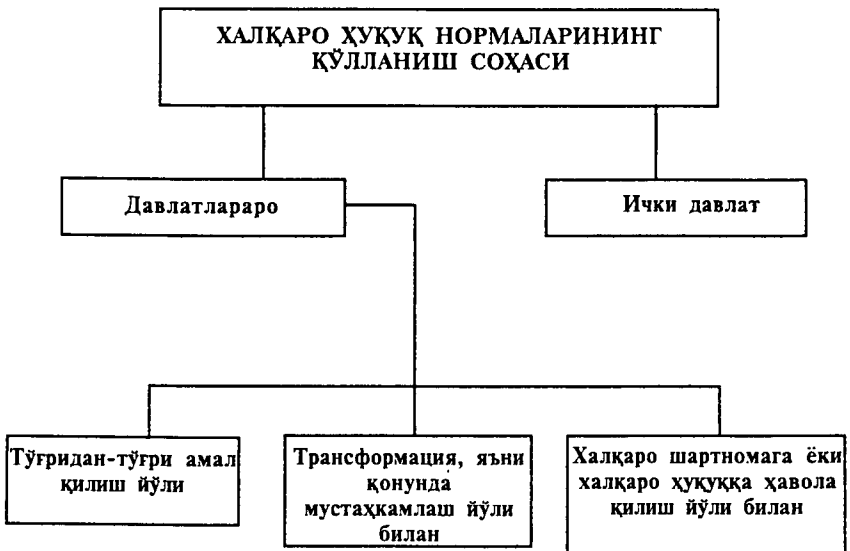 ХАЛҚАРО ҲУҚУҚ НОРМАЛАРИНИНГ
ҚЎЛЛАНИШ СОҲАСИ
Давлатлараро
Ички давлат
Тўғридан-тўғри амал
қилиш йўли
Трансформация, яъни
қонунда
мустаҳкамлаш йўли
билан
Халқаро шартномага ёки
халқаро ҳуқуққа ҳавола
қилиш йўли билан